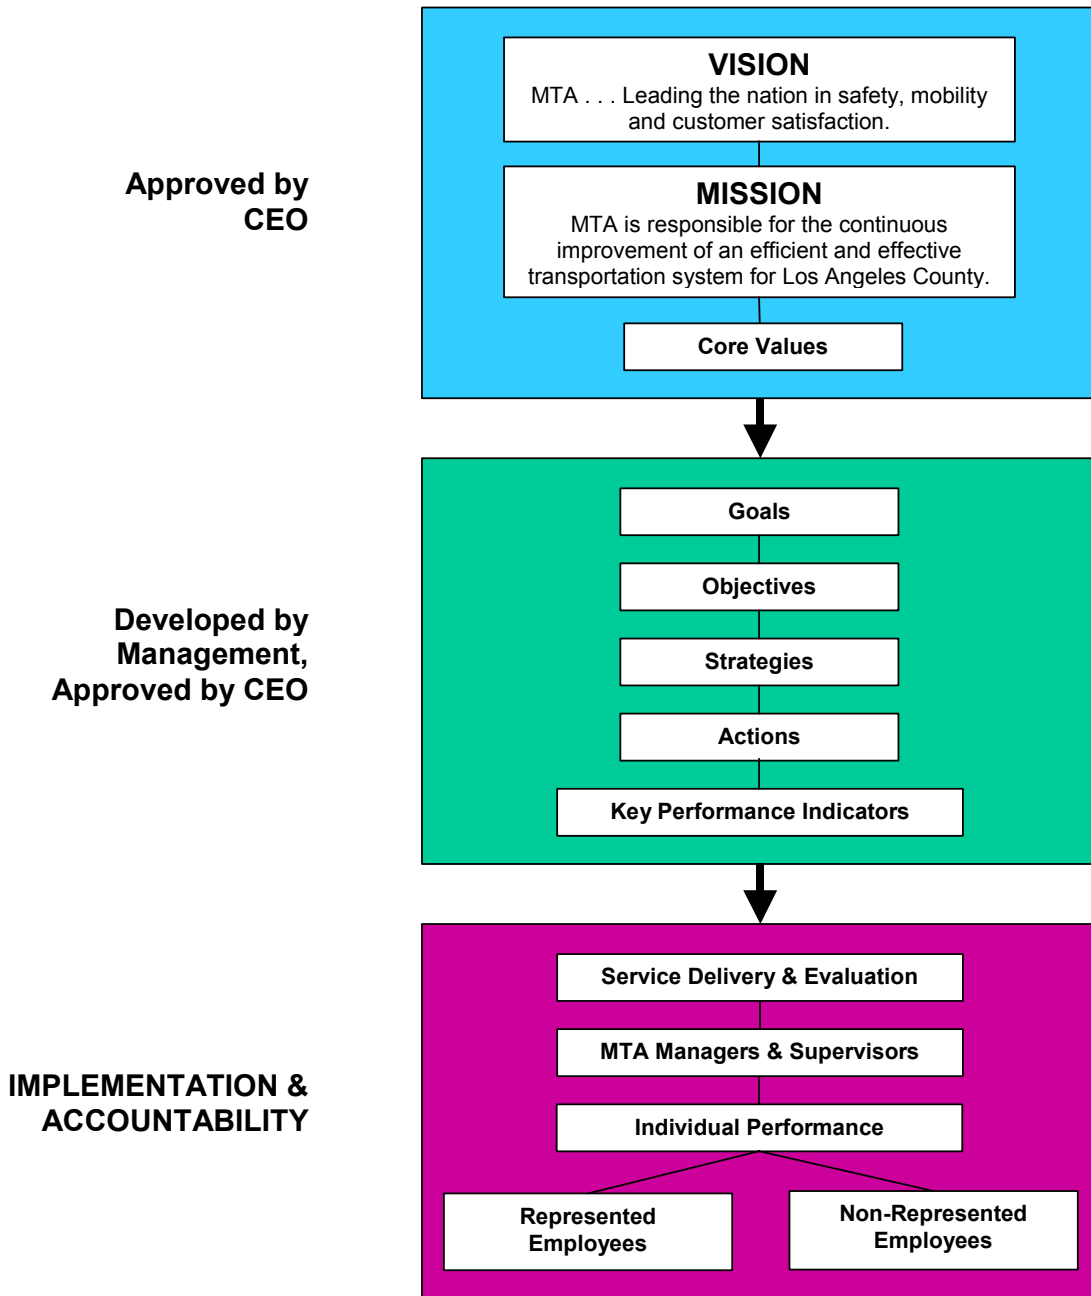 VISION
MTA . . . Leading the nation in safety, mobility
and customer satisfaction.
Approved by
CEO
MISSION
MTA is responsible for the continuous
improvement of an efficient and effective
transportation system for Los Angeles County.
Core Values
Developed by
Management,
Approved by CEO
Goals
Objectives
Strategies
Actions
Key Performance Indicators
IMPLEMENTATION &
ACCOUNTABILITY
Service Delivery & Evaluation
MTA Managers & Supervisors
Individual Performance
Represented
Employees
Non-Represented
Employees